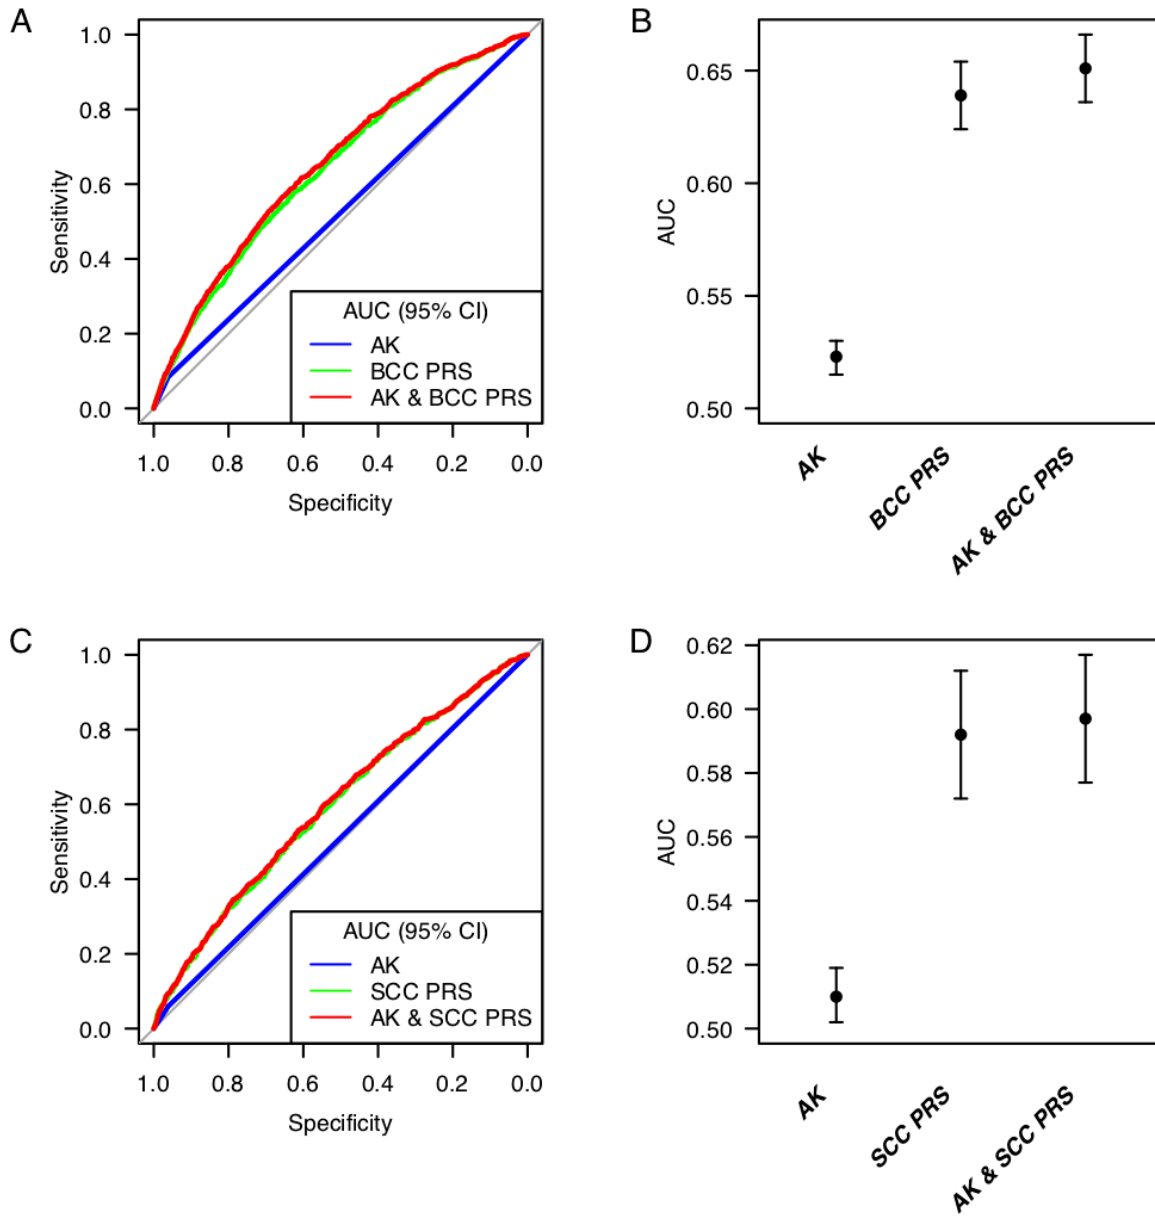 A
1.0
0.8
0.6
0.4
0.2
0.0
Sensitivity
AUC (95% CI)
AK
BCC PRS
AK & BCC PRS
1.0 0.8 0.6 0.4 0.2 0.0
Specificity
B
0.65
0.60
0.55
0.50
AUC
AK
BCC PRS
AK & BCC PRS
C
1.0
0.8
0.6
0.4
0.2
0.0
Sensitivity
AUC (95% CI)
AK
SCC PRS
AK & SCC PRS
1.0 0.8 0.6 0.4 0.2 0.0
Specificity
D
0.62
0.60
0.58
0.56
0.54
0.52
0.50
AUC
AK
SCC PRS
AK & SCC PRS